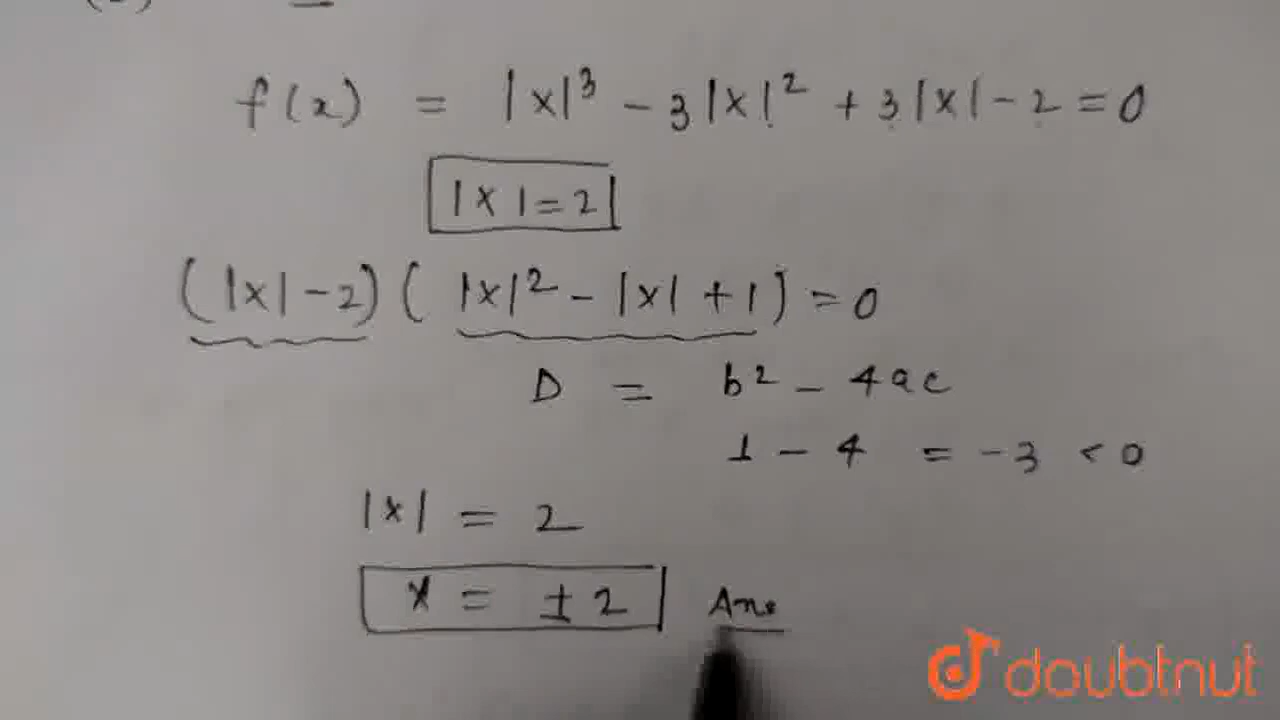 f(x) = |x|³ - 3|x|² + 3|x| - 2 = 0
|x| = 2
(|x| - 2) (|x|² - |x| + 1) = 0
D = b² - 4ac
1 - 4 = -3 < 0
|x| = 2
x = ± 2 Ans
doubtnut